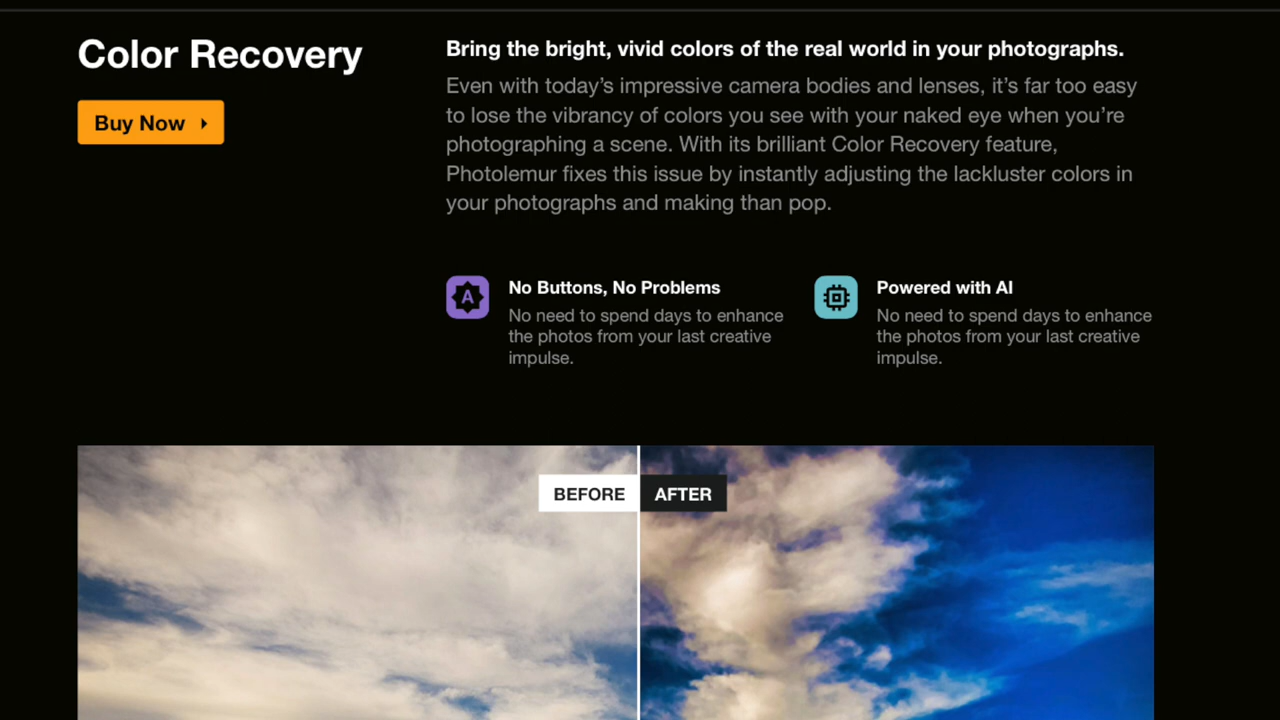 Color Recovery
Buy Now
Bring the bright, vivid colors of the real world in your photographs.
Even with today’s impressive camera bodies and lenses, it’s far too easy
to lose the vibrancy of colors you see with your naked eye when you’re
photographing a scene. With its brilliant Color Recovery feature,
Photolemur fixes this issue by instantly adjusting the lackluster colors in
your photographs and making than pop.
A
No Buttons, No Problems
No need to spend days to enhance
the photos from your last creative
impulse.
Powered with AI
No need to spend days to enhance
the photos from your last creative
impulse.
BEFORE
AFTER